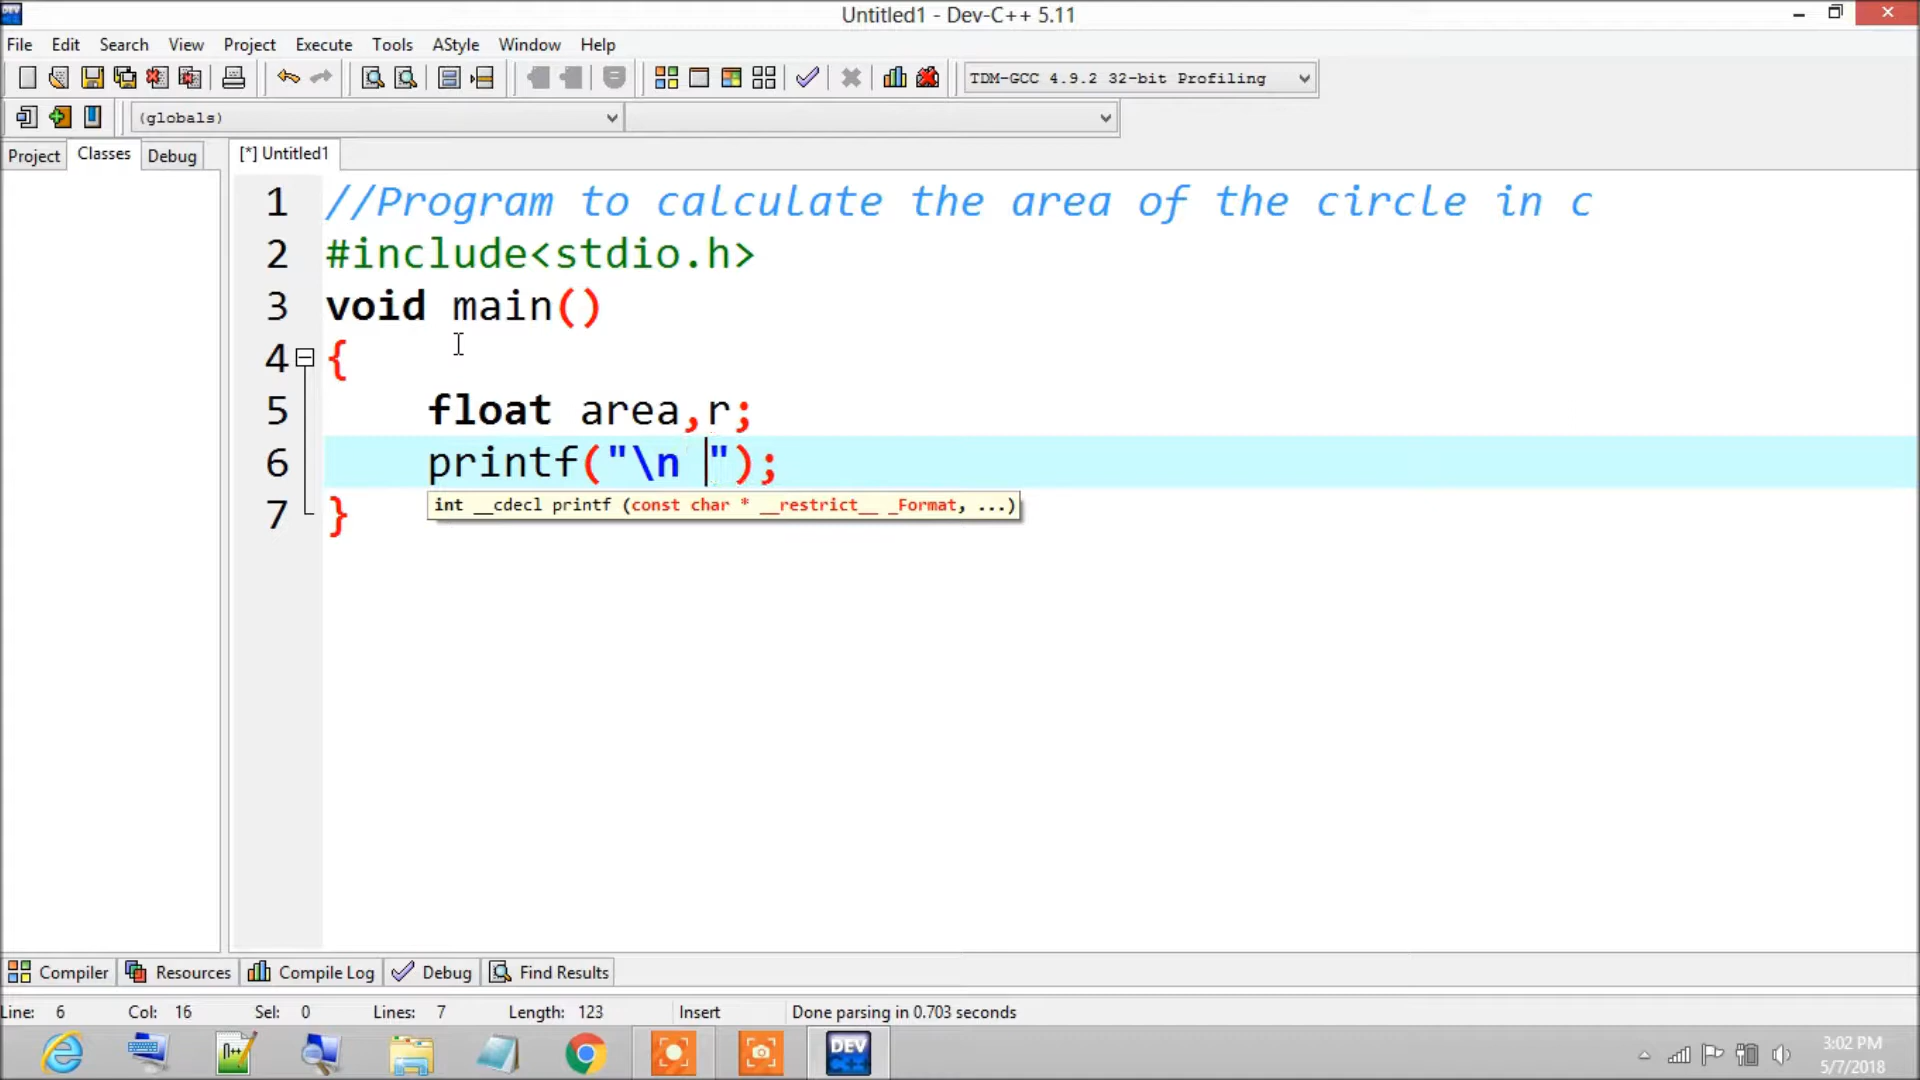 Untitled1 - Dev-C++ 5.11
File Edit Search View Project Execute Tools AStyle Window Help
TDM-GCC 4.9.2 32-bit Profiling
(globals)
Project Classes Debug [*] Untitled1
1 //Program to calculate the area of the circle in c
2 #include<stdio.h>
3 void main()
4 {
5 float area,r;
6 printf("\n ");
int __cdecl printf (const char * __restrict__ _Format, ...)
7 }
Compiler Resources Compile Log Debug Find Results
Line: 6 Col: 16 Sel: 0 Lines: 7 Length: 123 Insert Done parsing in 0.703 seconds
DEV
C++
3:02 PM
5/7/2018